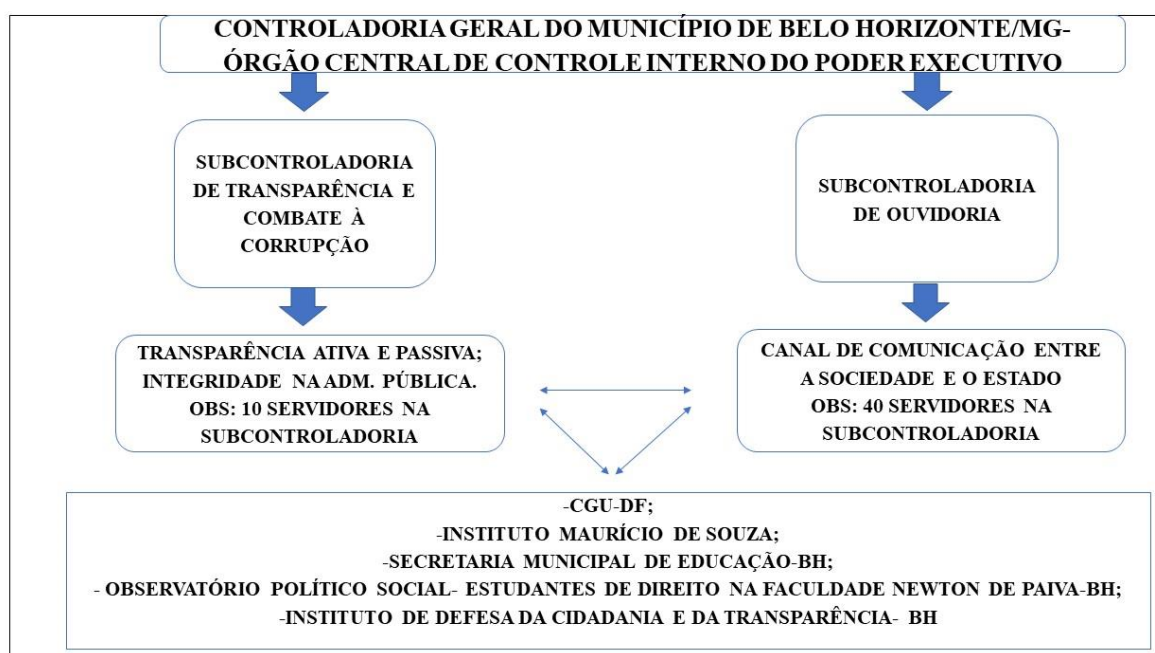 CONTROLADORIA GERAL DO MUNICÍPIO DE BELO HORIZONTE/MG-
ÓRGÃO CENTRAL DE CONTROLE INTERNO DO PODER EXECUTIVO
SUBCONTROLADORIA
DE TRANSPARÊNCIA E
COMBATE À
CORRUPÇÃO
SUBCONTROLADORIA
DE OUVIDORIA
TRANSPARÊNCIA ATIVA E PASSIVA;
INTEGRIDADE NA ADM. PÚBLICA.
OBS: 10 SERVIDORES NA
SUBCONTROLADORIA
CANAL DE COMUNICAÇÃO ENTRE
A SOCIEDADE E O ESTADO
OBS: 40 SERVIDORES NA
SUBCONTROLADORIA
-CGU-DF;
-INSTITUTO MAURÍCIO DE SOUZA;
-SECRETARIA MUNICIPAL DE EDUCAÇÃO-BH;
- OBSERVATÓRIO POLÍTICO SOCIAL- ESTUDANTES DE DIREITO NA FACULDADE NEWTON DE PAIVA-BH;
-INSTITUTO DE DEFESA DA CIDADANIA E DA TRANSPARÊNCIA- BH